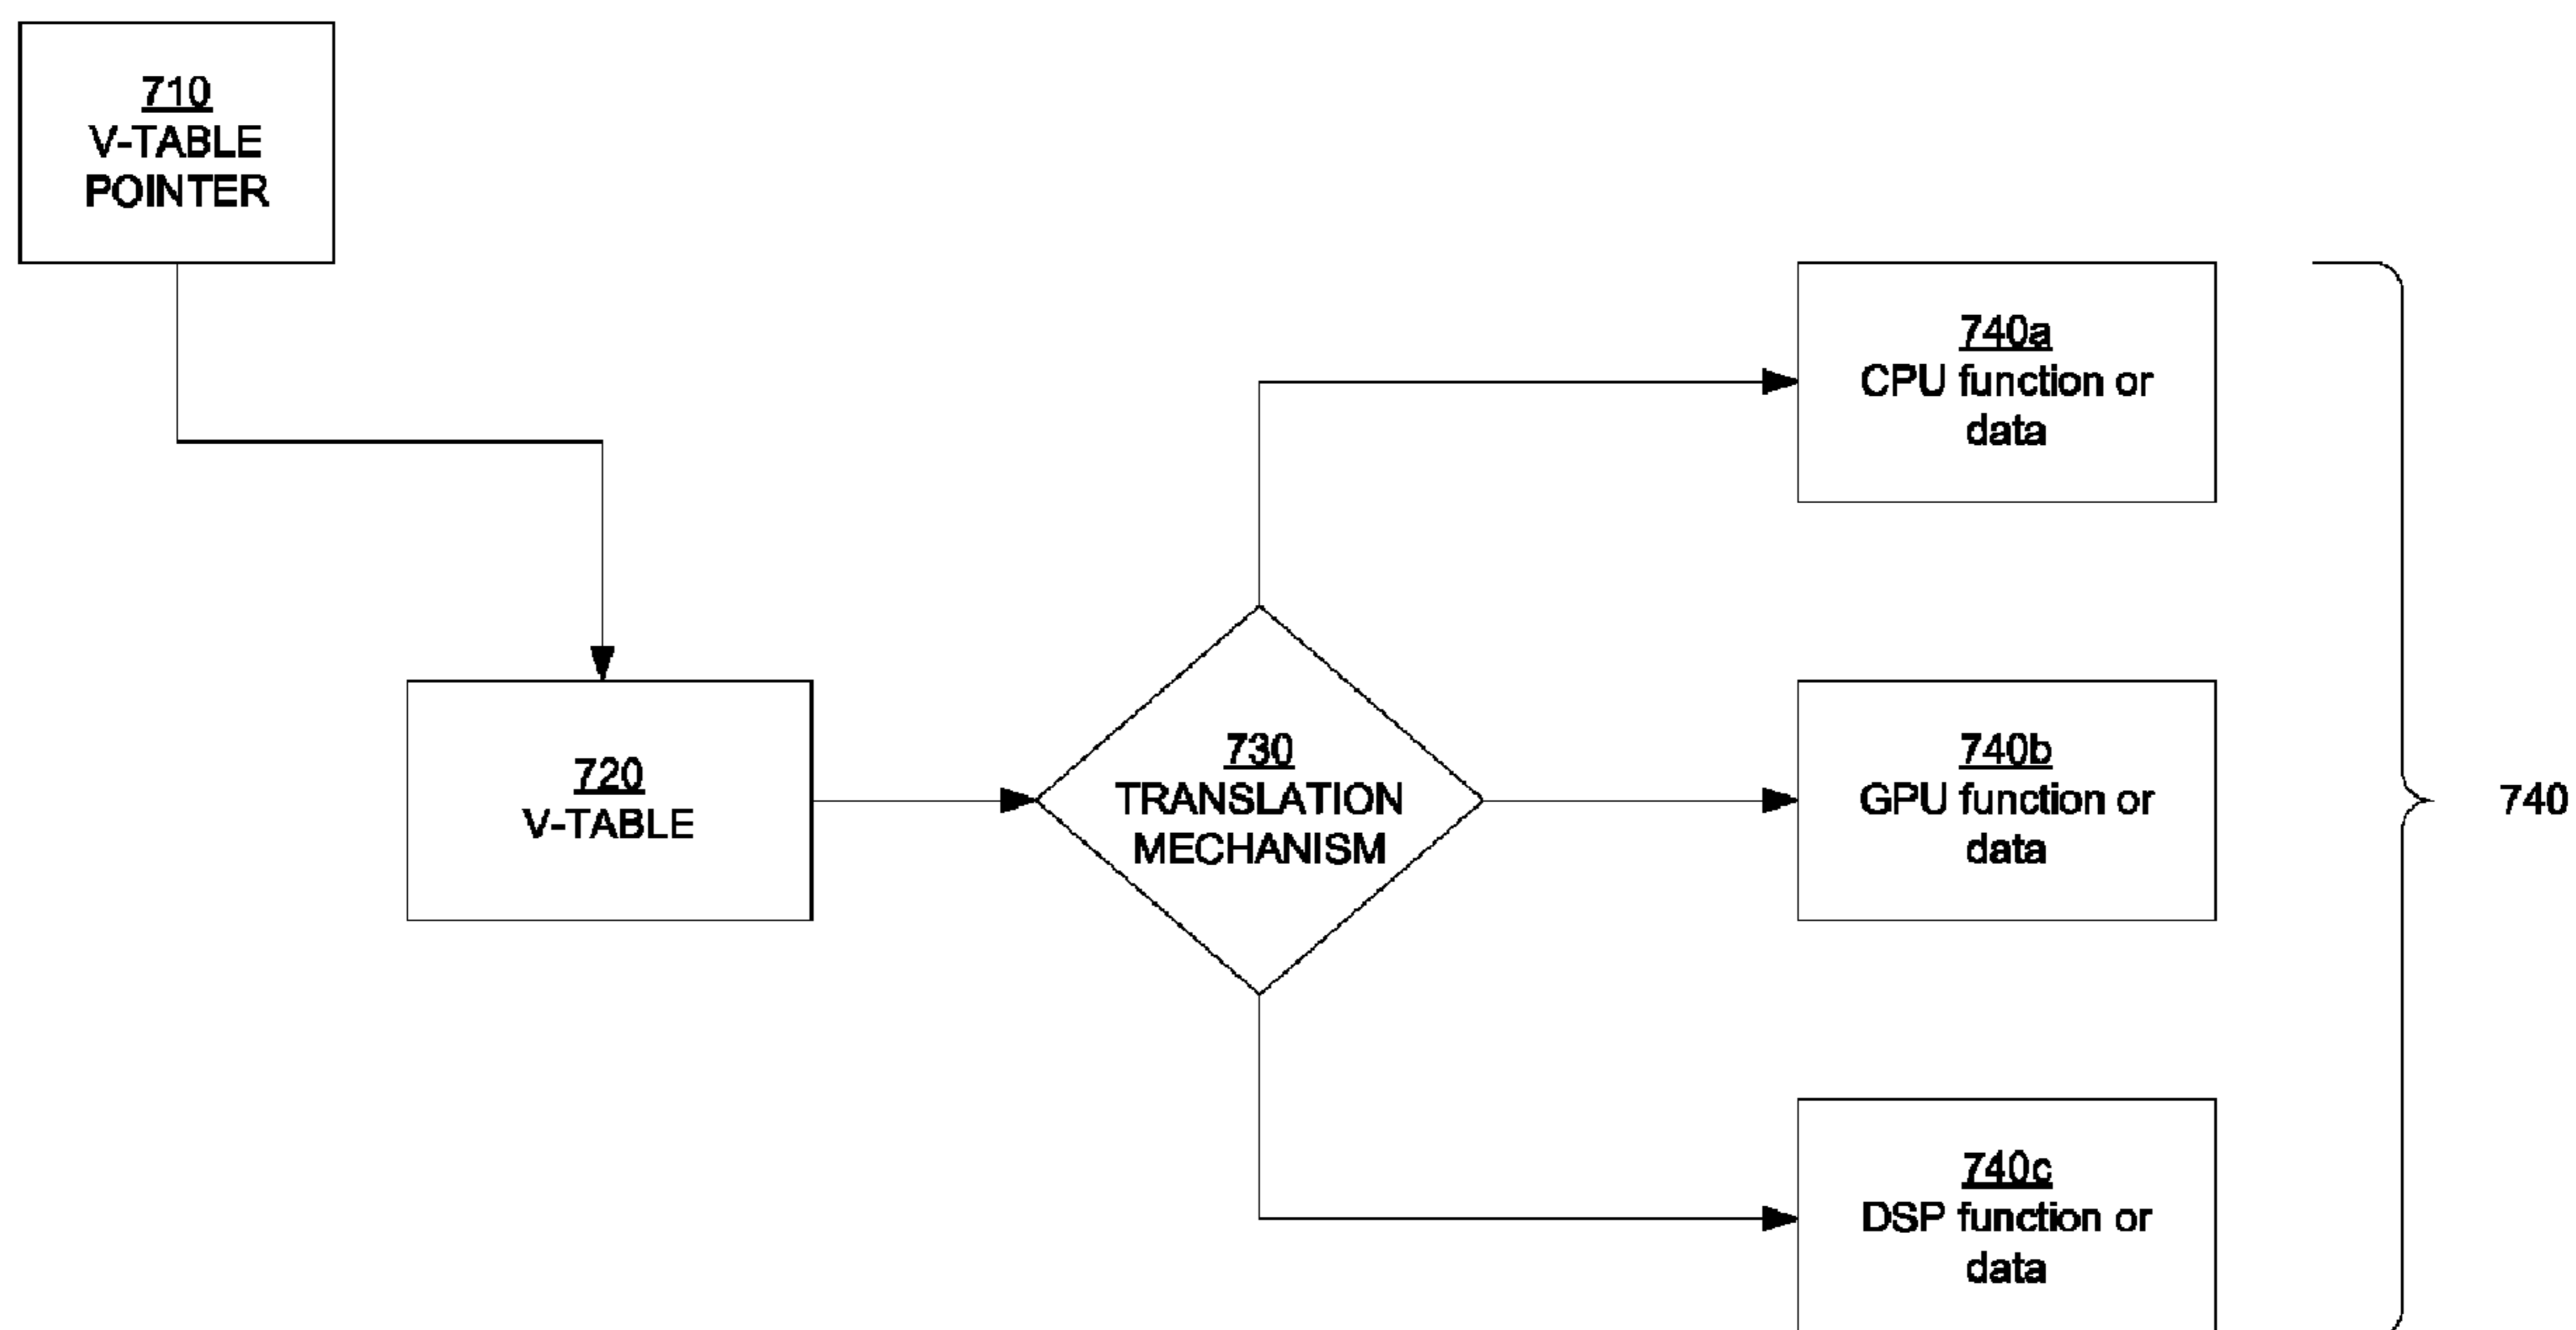 710
V-TABLE
POINTER
740a
CPU function or
data
720
V-TABLE
730
TRANSLATION
MECHANISM
740b
GPU function or
data
740
740c
DSP function or
data